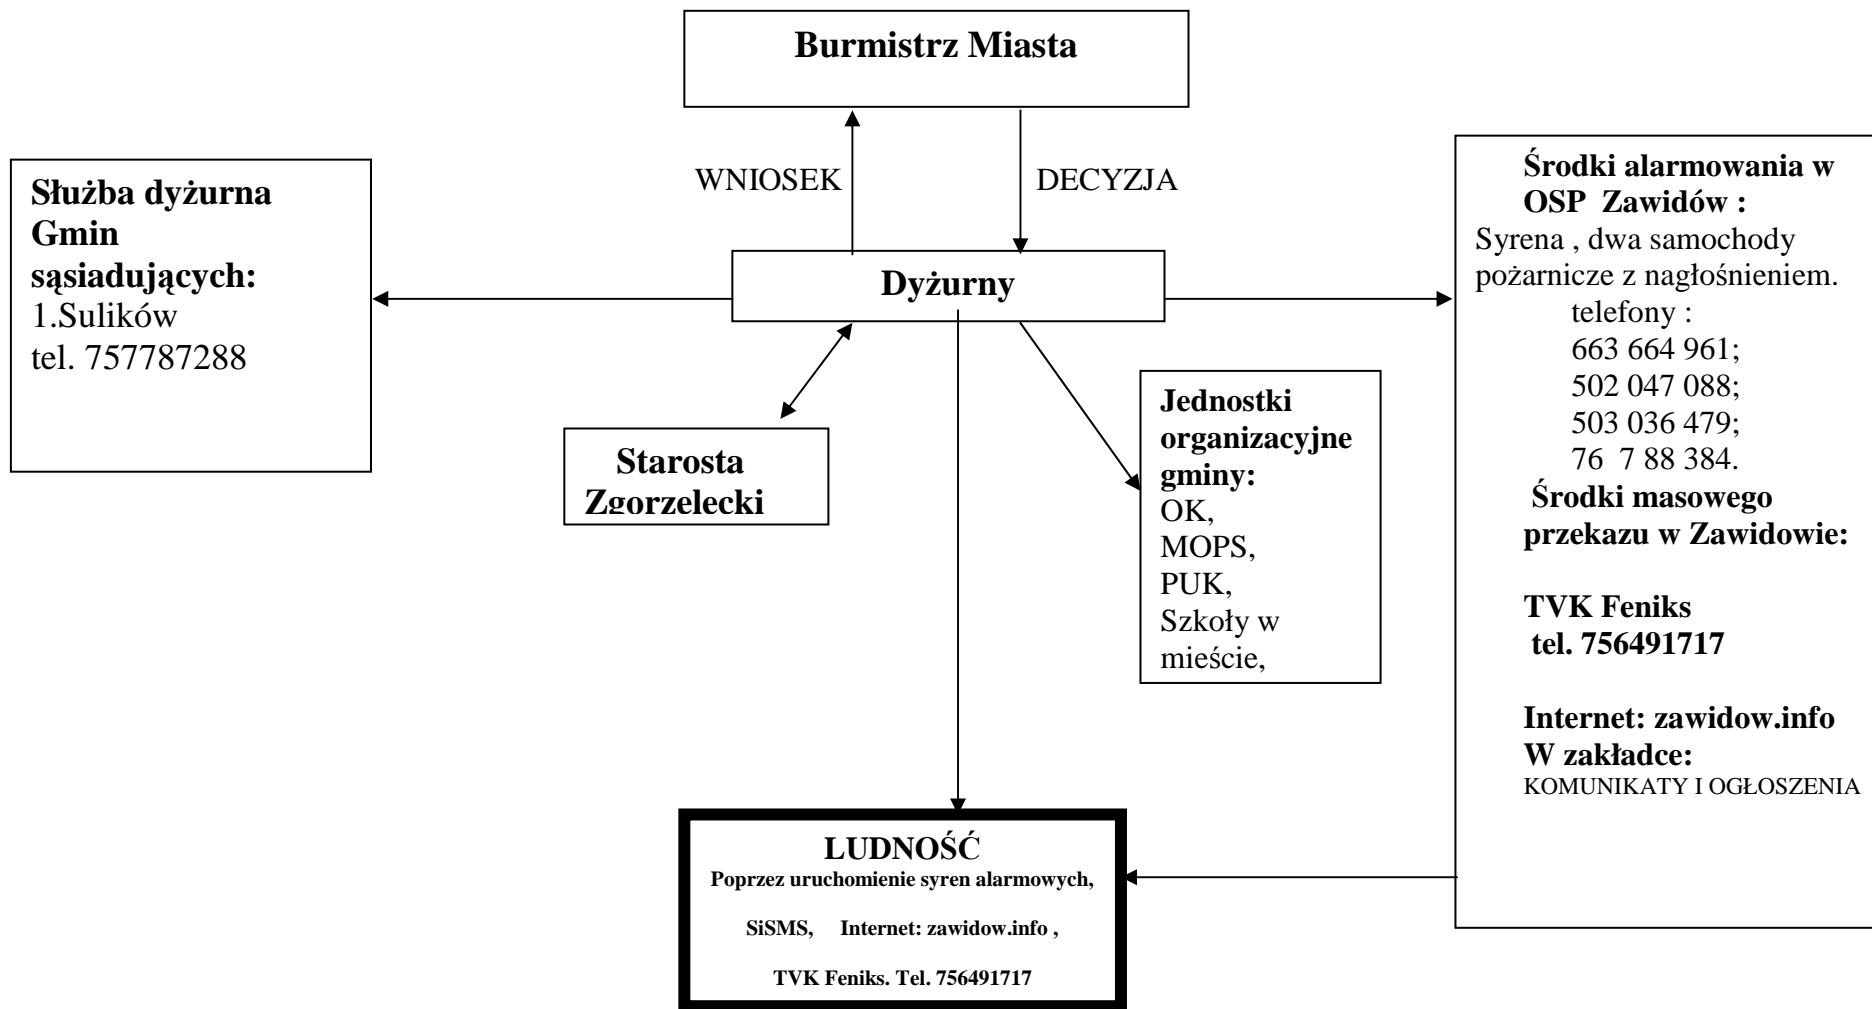 Burmistrz Miasta
WNIOSEK
DECYZJA
Służba dyżurna
Gmin
sąsiadujących:
1.Sulików
tel. 757787288
Dyżurny
Starosta
Zgorzelecki
Jednostki
organizacyjne
gminy:
OK,
MOPS,
PUK,
Szkoły w
mieście,
Środki alarmowania w
OSP Zawidów :
Syrena , dwa samochody
pożarnicze z nagłośnieniem.
telefony :
663 664 961;
502 047 088;
503 036 479;
76 7 88 384.
Środki masowego
przekazu w Zawidowie:
TVK Feniks
tel. 756491717
Internet: zawidow.info
W zakładce:
KOMUNIKATY I OGŁOSZENIA
LUDNOŚĆ
Poprzez uruchomienie syren alarmowych,
SiSMS, Internet: zawidow.info ,
TVK Feniks. Tel. 756491717